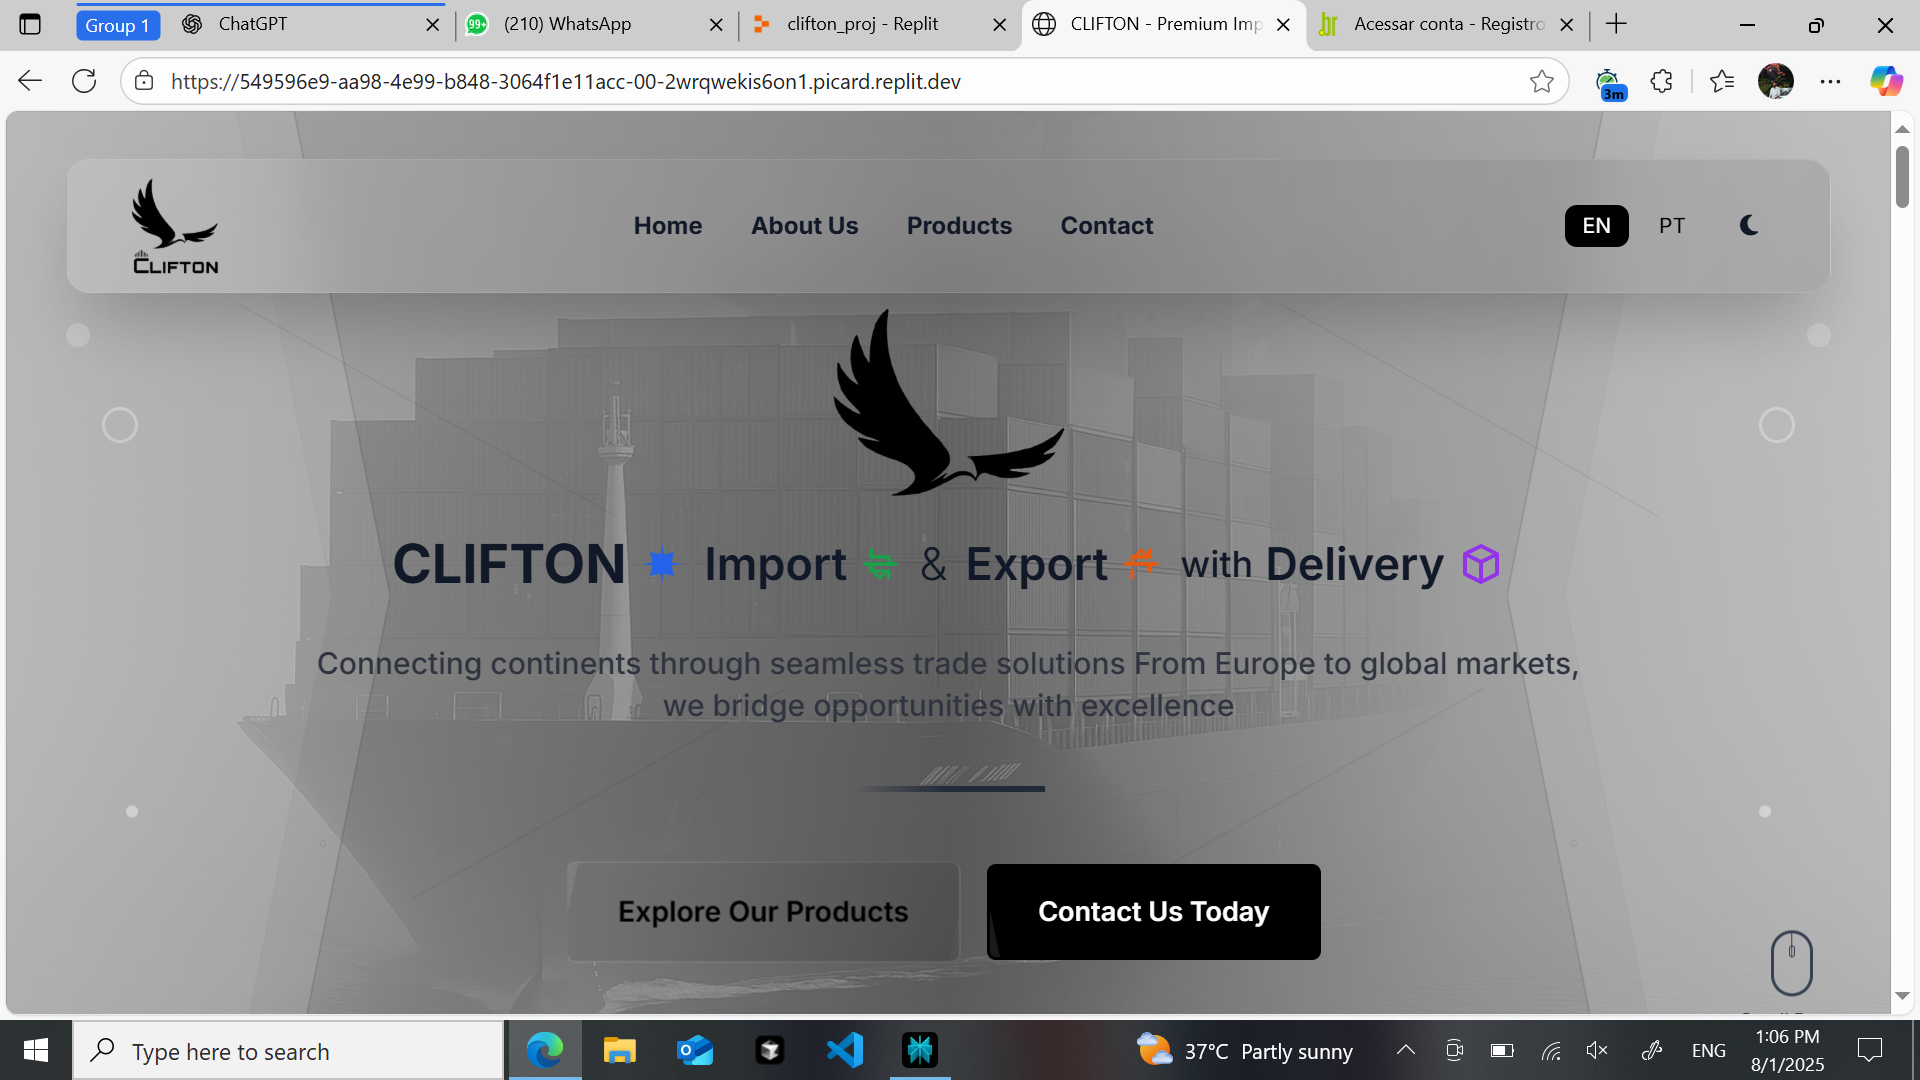 Group 1
ChatGPT
(210) WhatsApp
clifton_proj - Replit
CLIFTON - Premium Imp
Acessar conta - Registro
https://549596e9-aa98-4e99-b848-3064f1e11acc-00-2wrqwekis6on1.picard.replit.dev
3m
CLIFTON
Home
About Us
Products
Contact
EN
PT
CLIFTON Import & Export with Delivery
Connecting continents through seamless trade solutions From Europe to global markets,
we bridge opportunities with excellence
Explore Our Products
Contact Us Today
Type here to search
37°C Partly sunny
ENG
1:06 PM
8/1/2025